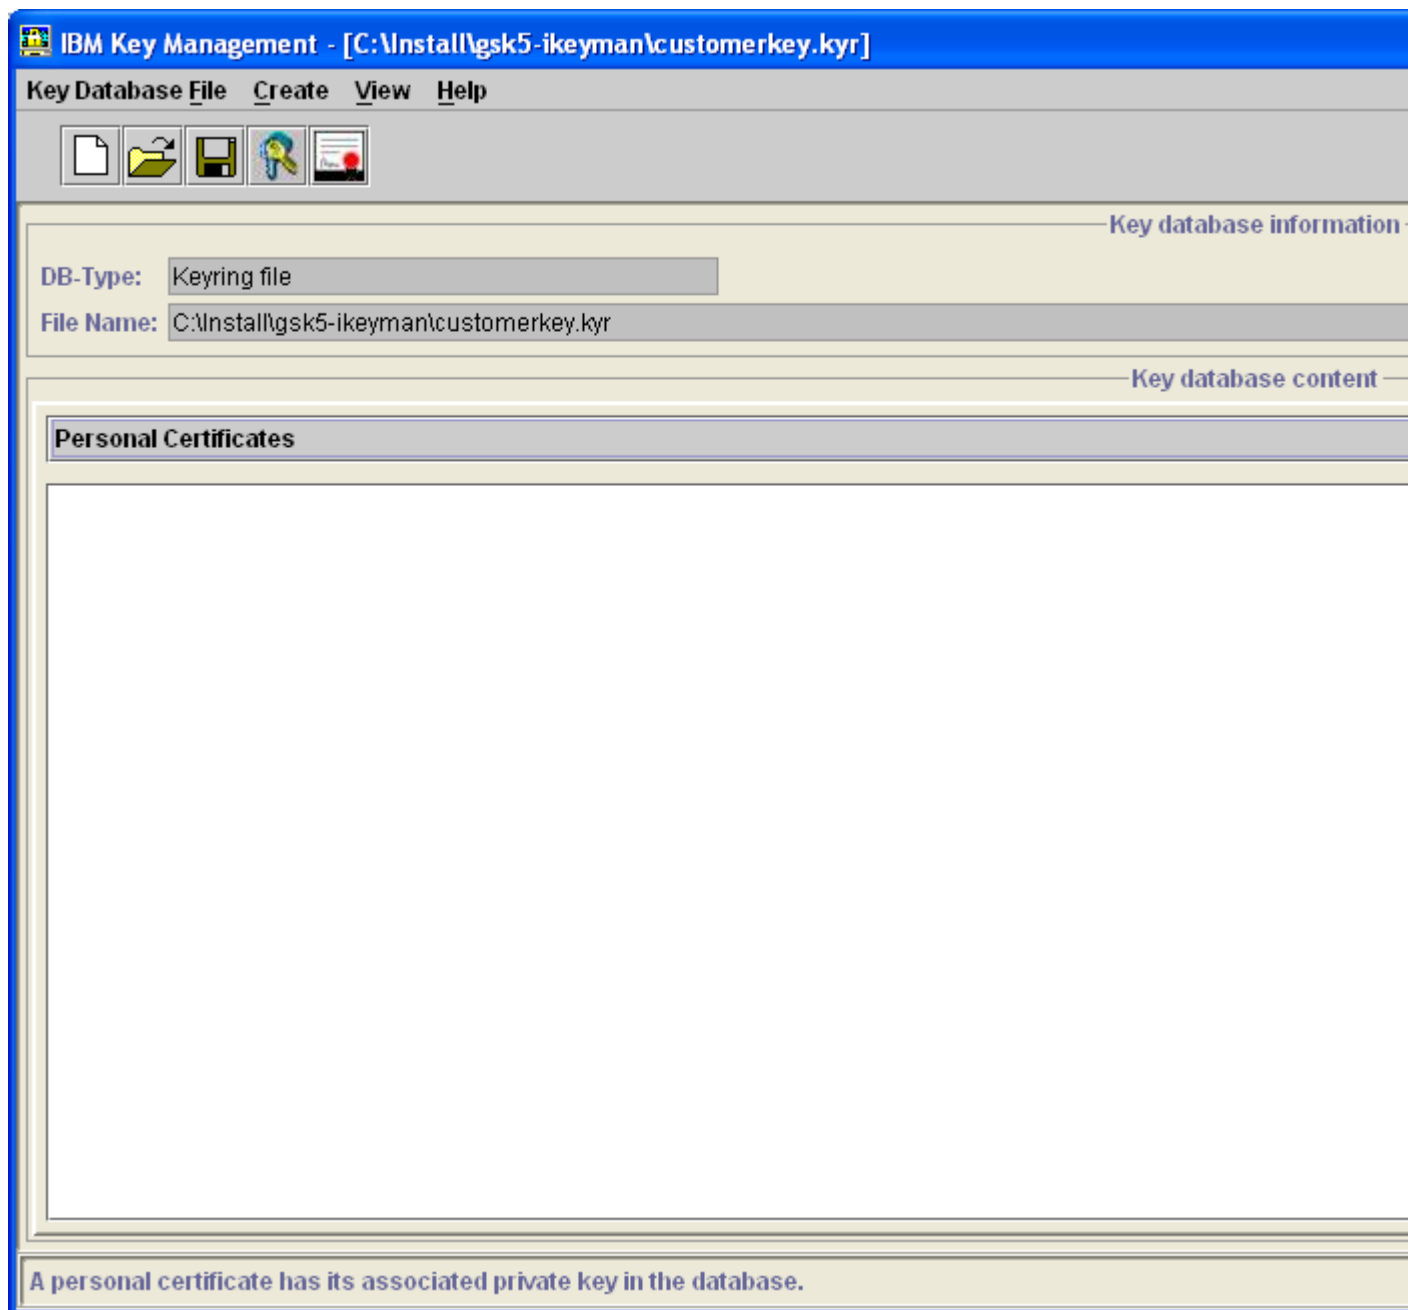 IBM Key Management - [C:\Install\gsk5-ikeyman\customerkey.kyr]
Key Database File Create View Help
Key database information
DB-Type: Keyring file
File Name: C:\Install\gsk5-ikeyman\customerkey.kyr
Key database content
Personal Certificates
A personal certificate has its associated private key in the database.